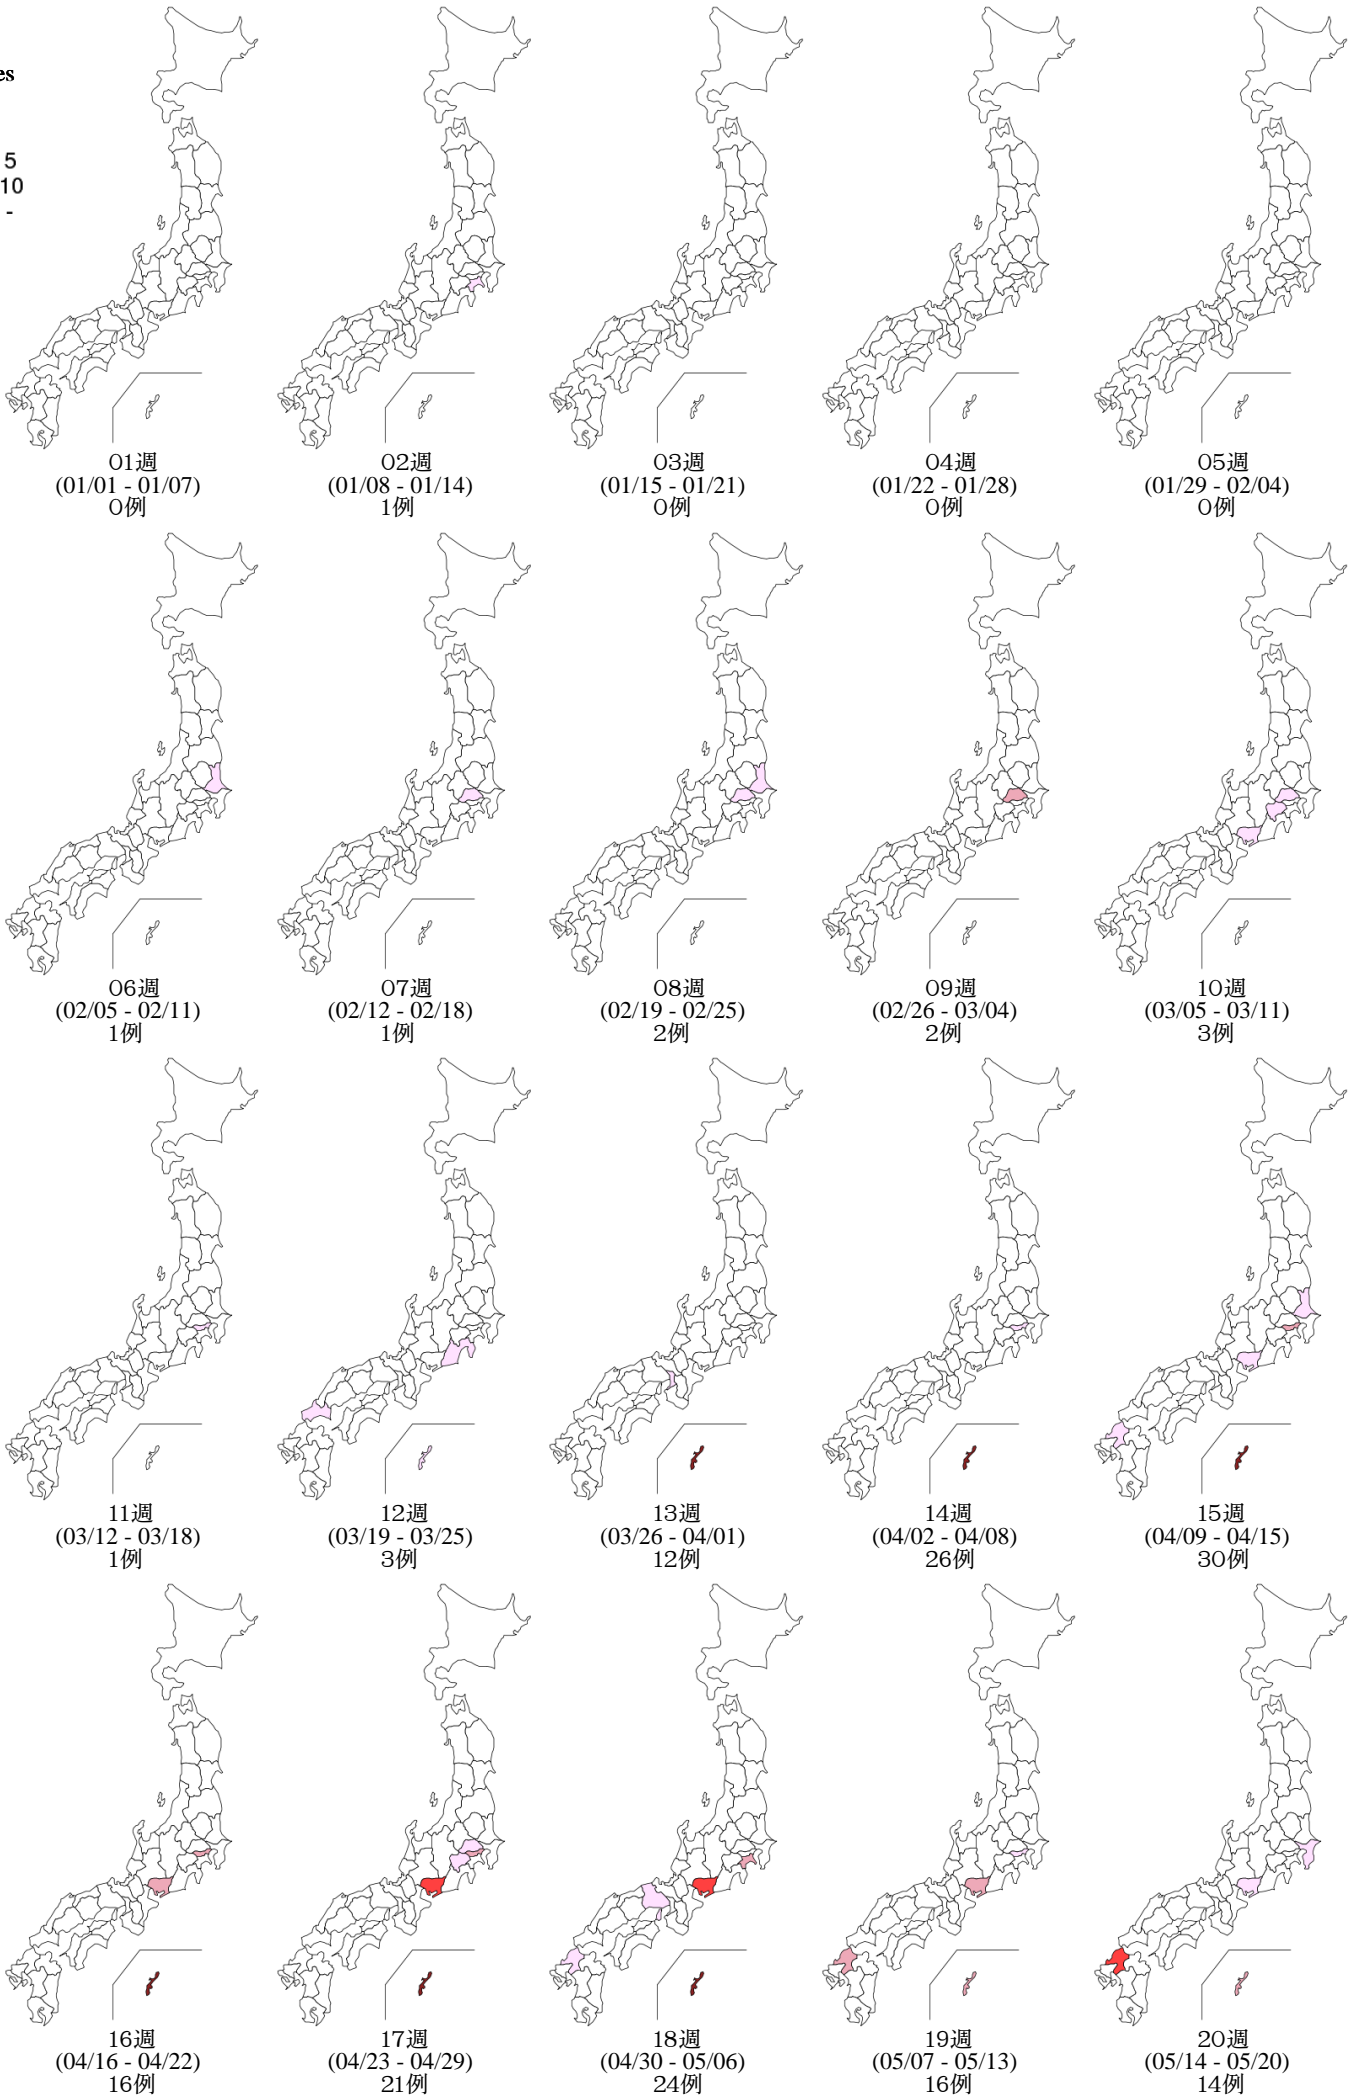 es
5
10
-
01週
(01/01 - 01/07)
0例
02週
(01/08 - 01/14)
1例
03週
(01/15 - 01/21)
0例
04週
(01/22 - 01/28)
0例
05週
(01/29 - 02/04)
0例
06週
(02/05 - 02/11)
1例
07週
(02/12 - 02/18)
1例
08週
(02/19 - 02/25)
2例
09週
(02/26 - 03/04)
2例
10週
(03/05 - 03/11)
3例
11週
(03/12 - 03/18)
1例
12週
(03/19 - 03/25)
3例
13週
(03/26 - 04/01)
12例
14週
(04/02 - 04/08)
26例
15週
(04/09 - 04/15)
30例
16週
(04/16 - 04/22)
16例
17週
(04/23 - 04/29)
21例
18週
(04/30 - 05/06)
24例
19週
(05/07 - 05/13)
16例
20週
(05/14 - 05/20)
14例